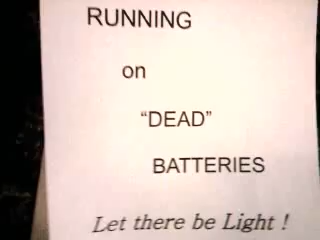 RUNNING
on
“DEAD”
BATTERIES
Let there be Light !